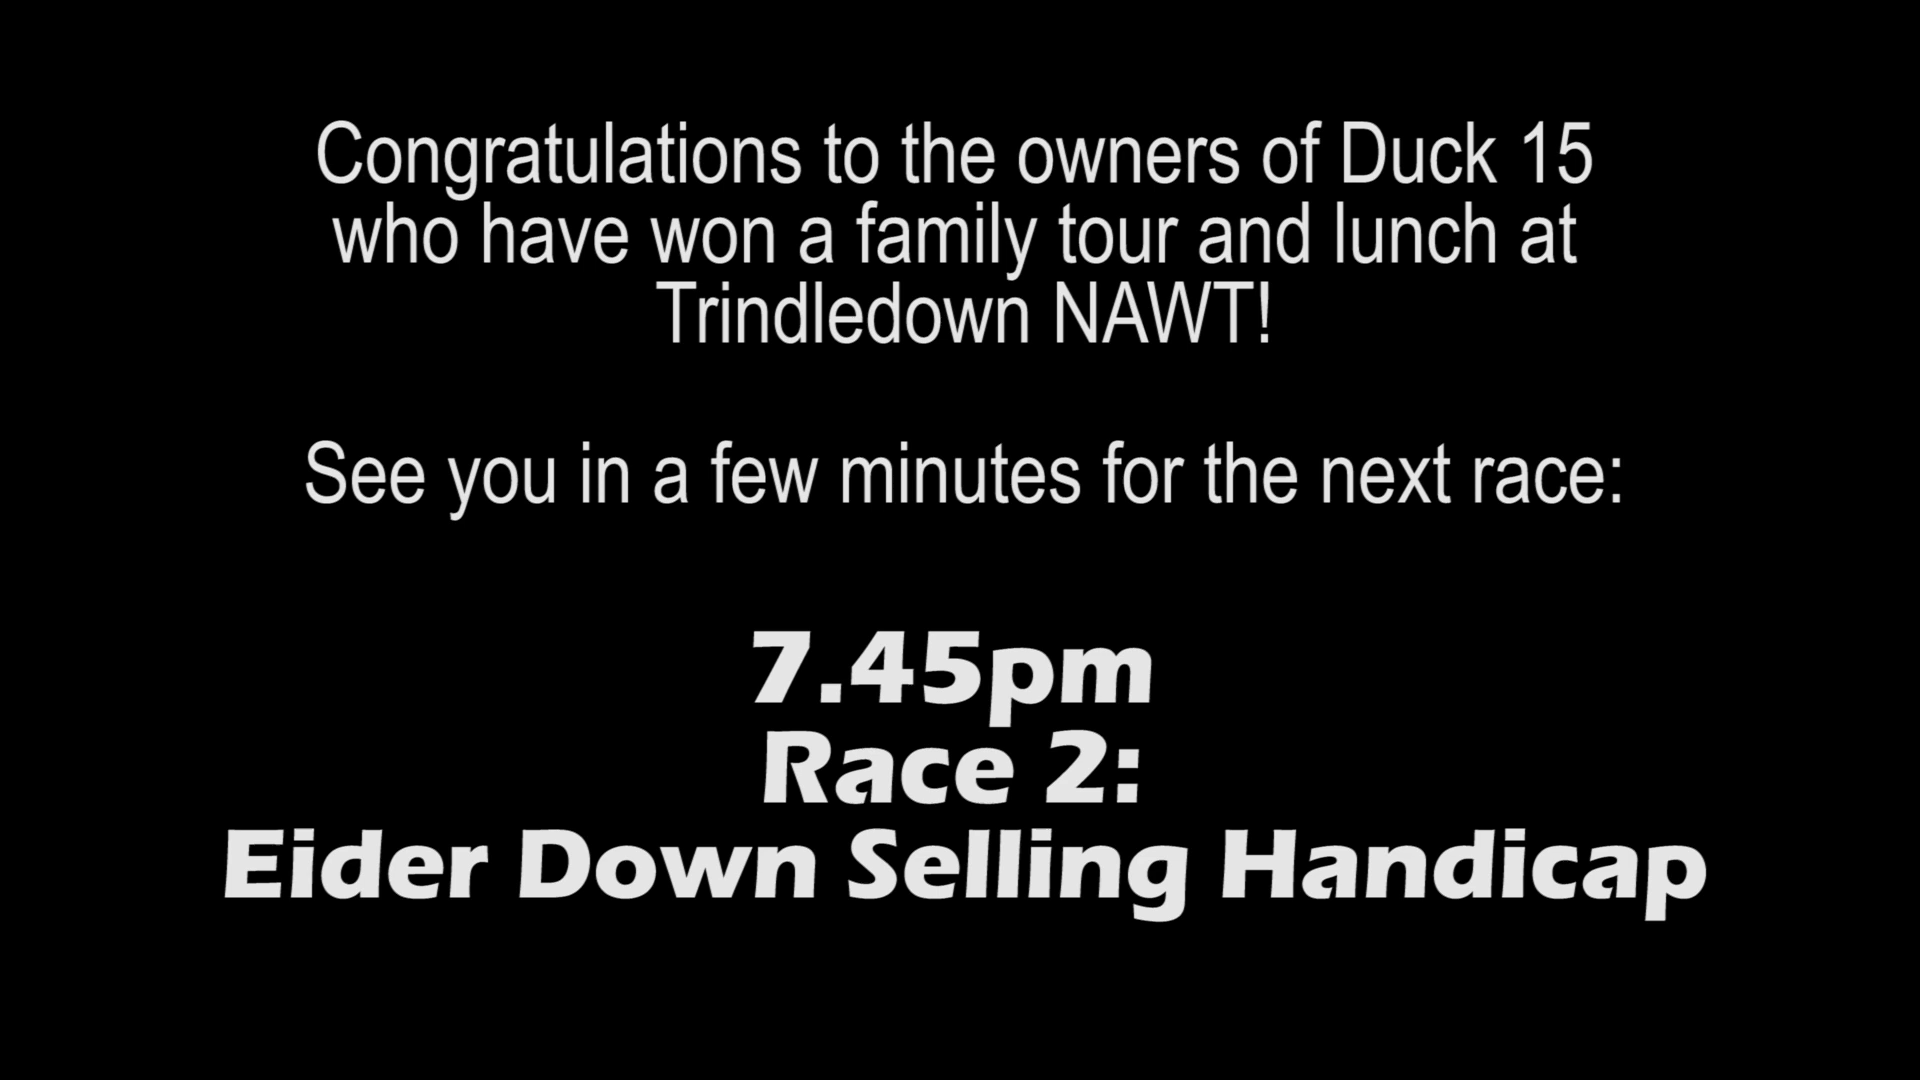 Congratulations to the owners of Duck 15
who have won a family tour and lunch at
Trindledown NAWT!
See you in a few minutes for the next race:
7.45pm
Race 2:
Eider Down Selling Handicap